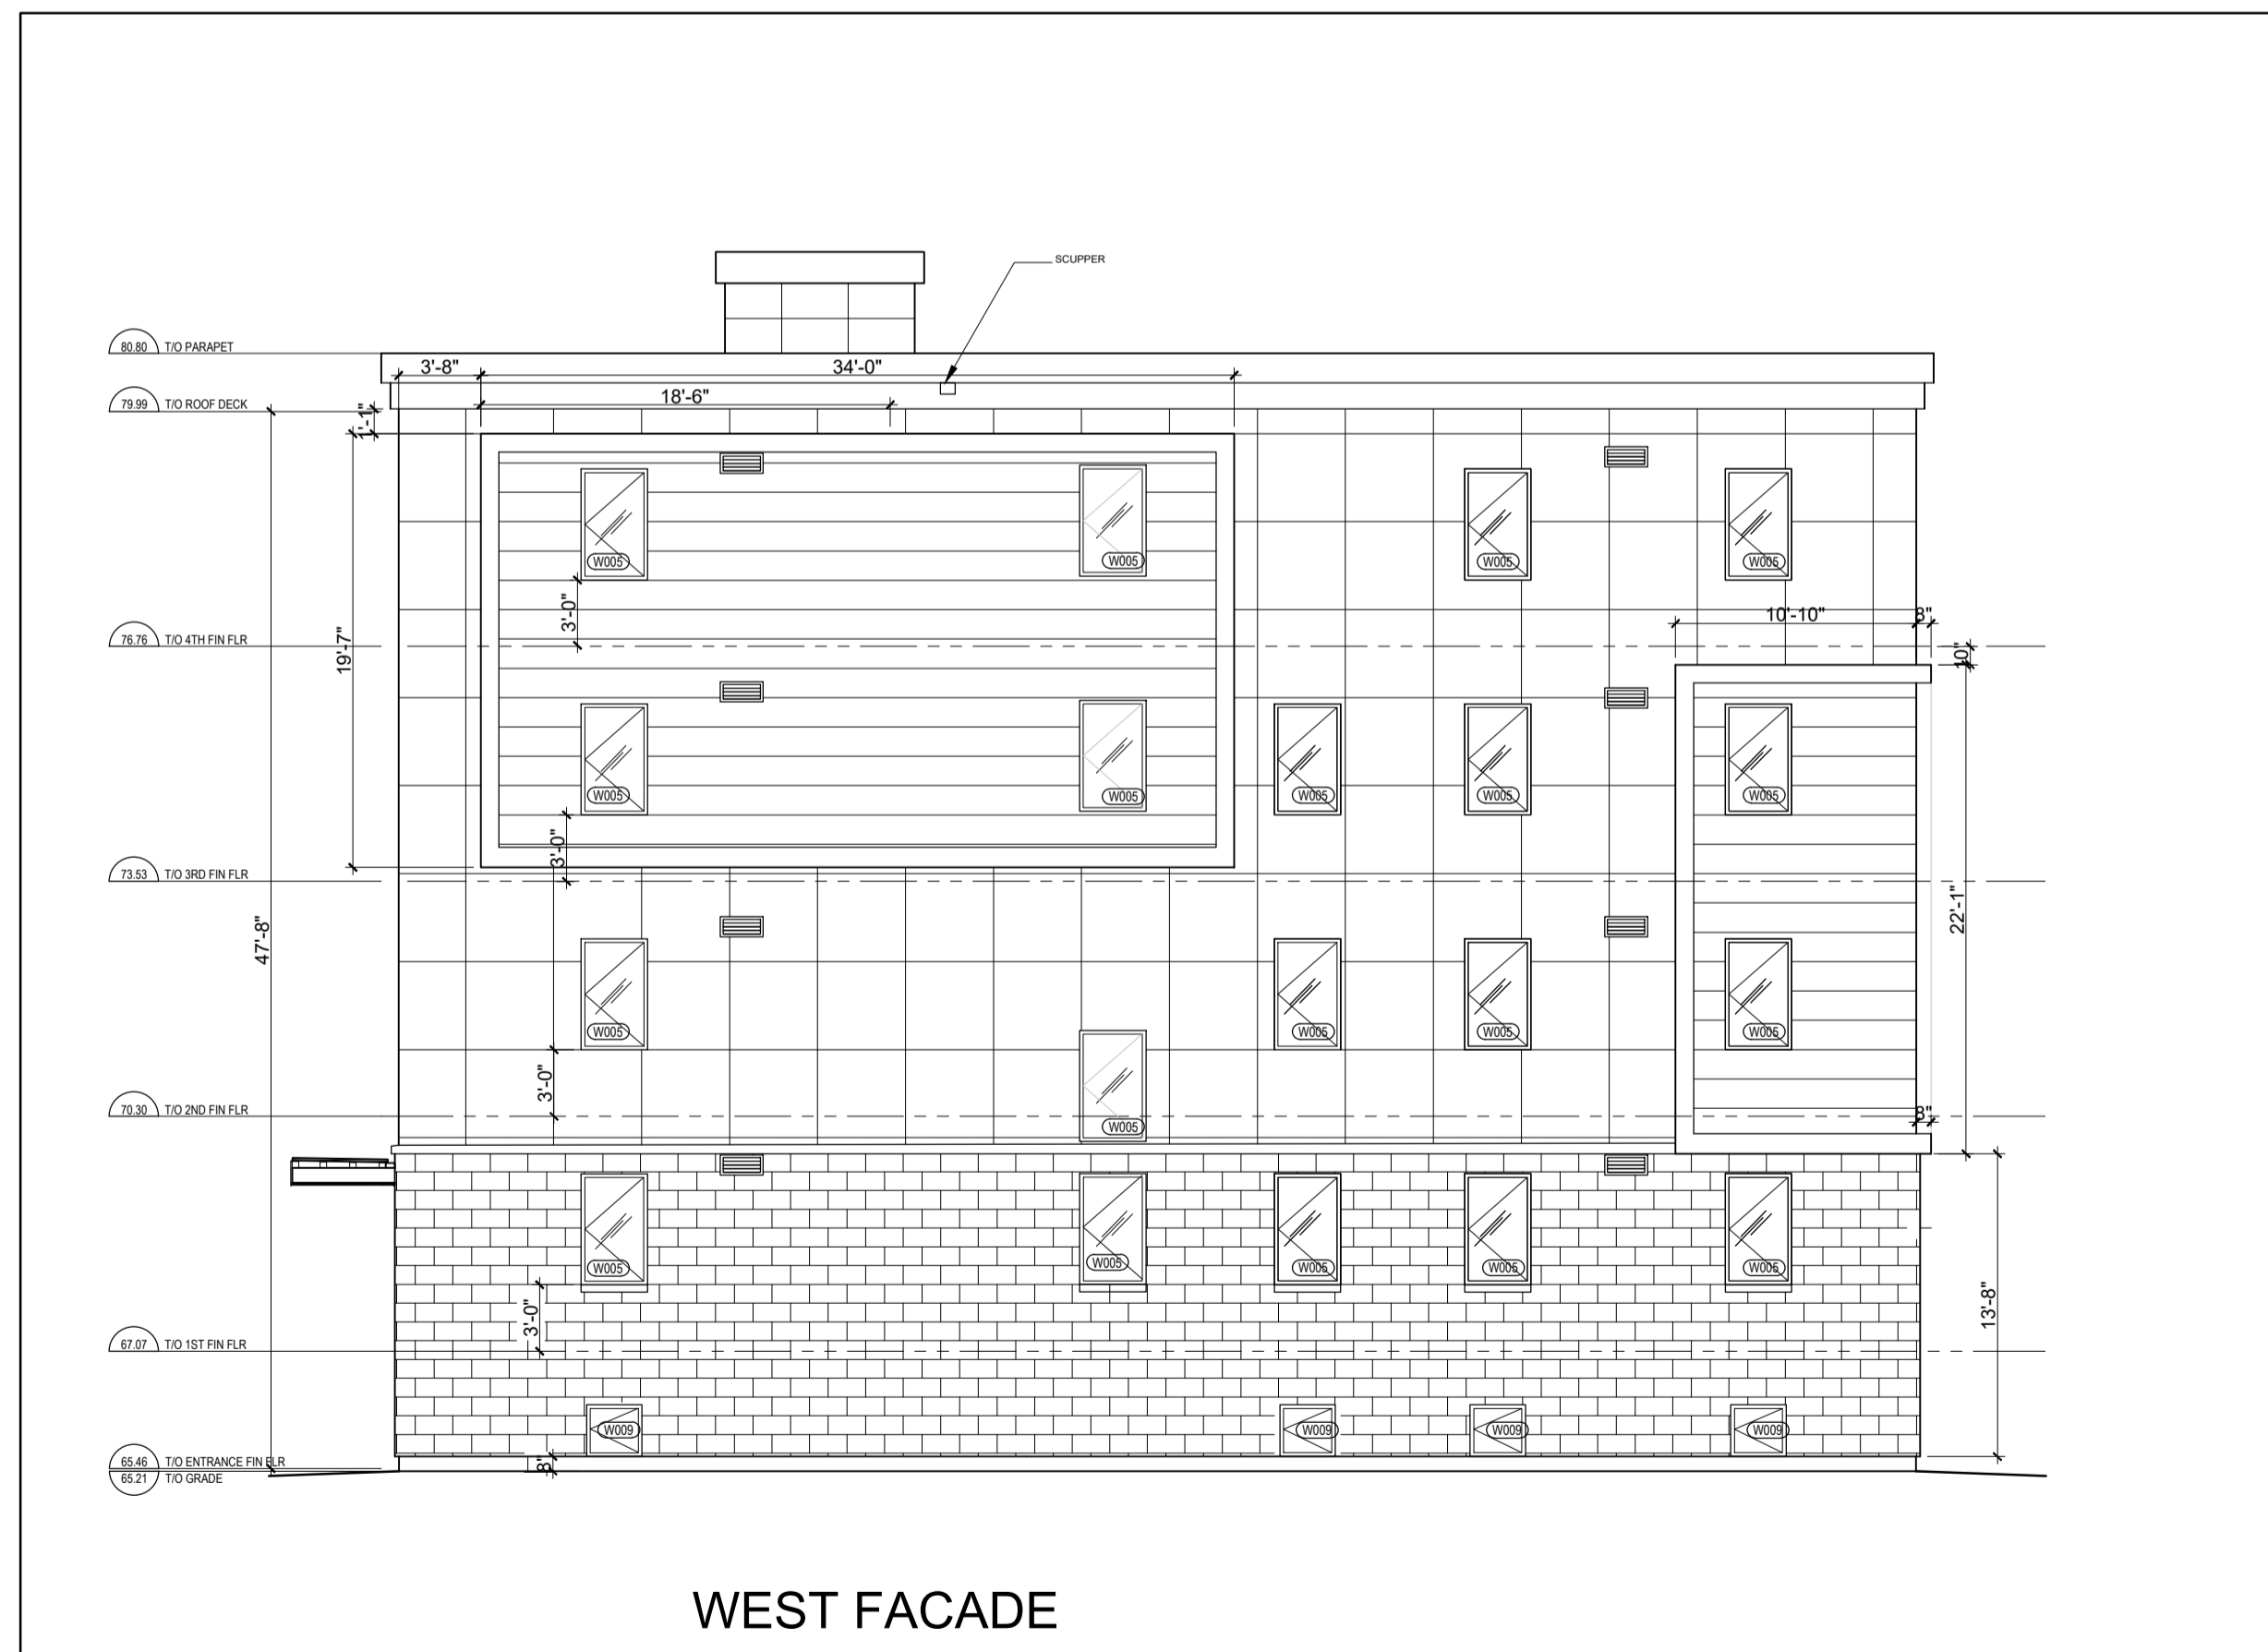 SCUPPER
80.80 T/O PARAPET
3'-8" 34'-0"
79.99 T/O ROOF DECK
18'-6"
1'-1"
W005 W005 W005 W005
3'-0"
10'-10" 8"
76.76 T/O 4TH FIN FLR
19'-7"
10"
W005 W005 W005 W005 W005
3'-0"
73.53 T/O 3RD FIN FLR
47'-8"
22'-1"
W005 W005 W005 W005
3'-0"
70.30 T/O 2ND FIN FLR
8"
W005
W005 W005 W005 W005 W005
3'-0"
13'-8"
67.07 T/O 1ST FIN FLR
W009 W009 W009 W009
65.46 T/O ENTRANCE FIN FLR
8"
65.21 T/O GRADE
WEST FACADE